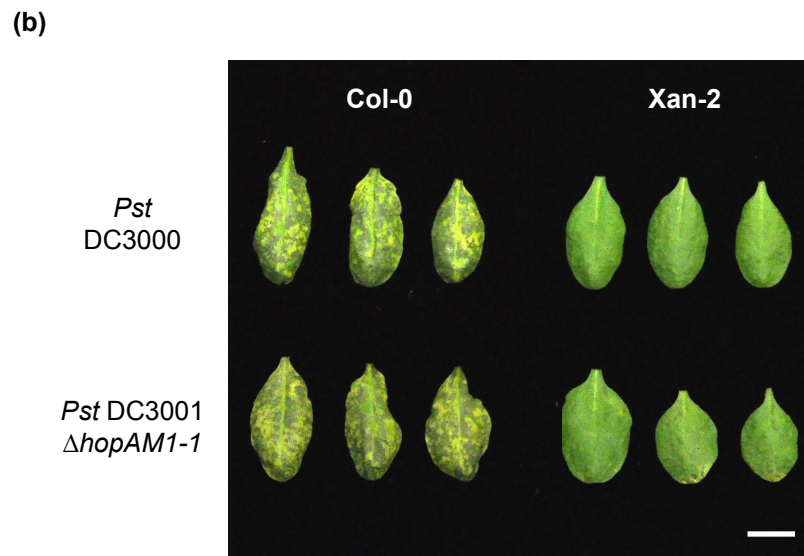 (b)
Col-0 Xan-2
Pst
DC3000
Pst DC3001
ΔhopAM1-1